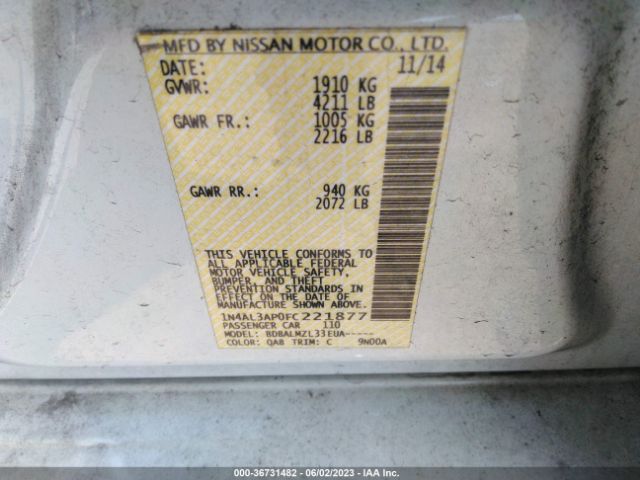 MFD BY NISSAN MOTOR CO., LTD.
DATE: 11/14
GVWR: 1910 KG
4211 LB
GAWR FR.: 1005 KG
2216 LB
GAWR RR.: 940 KG
2072 LB
THIS VEHICLE CONFORMS TO
ALL APPLICABLE FEDERAL
MOTOR VEHICLE SAFETY,
BUMPER, AND THEFT
PREVENTION STANDARDS IN
EFFECT ON THE DATE OF
MANUFACTURE SHOWN ABOVE.
1N4AL3AP0FC221877
PASSENGER CAR 110
MODEL: BDBALMZL33EUA-----
COLOR: QAB TRIM: C 9N00A
000-36731482 - 06/02/2023 - IAA Inc.